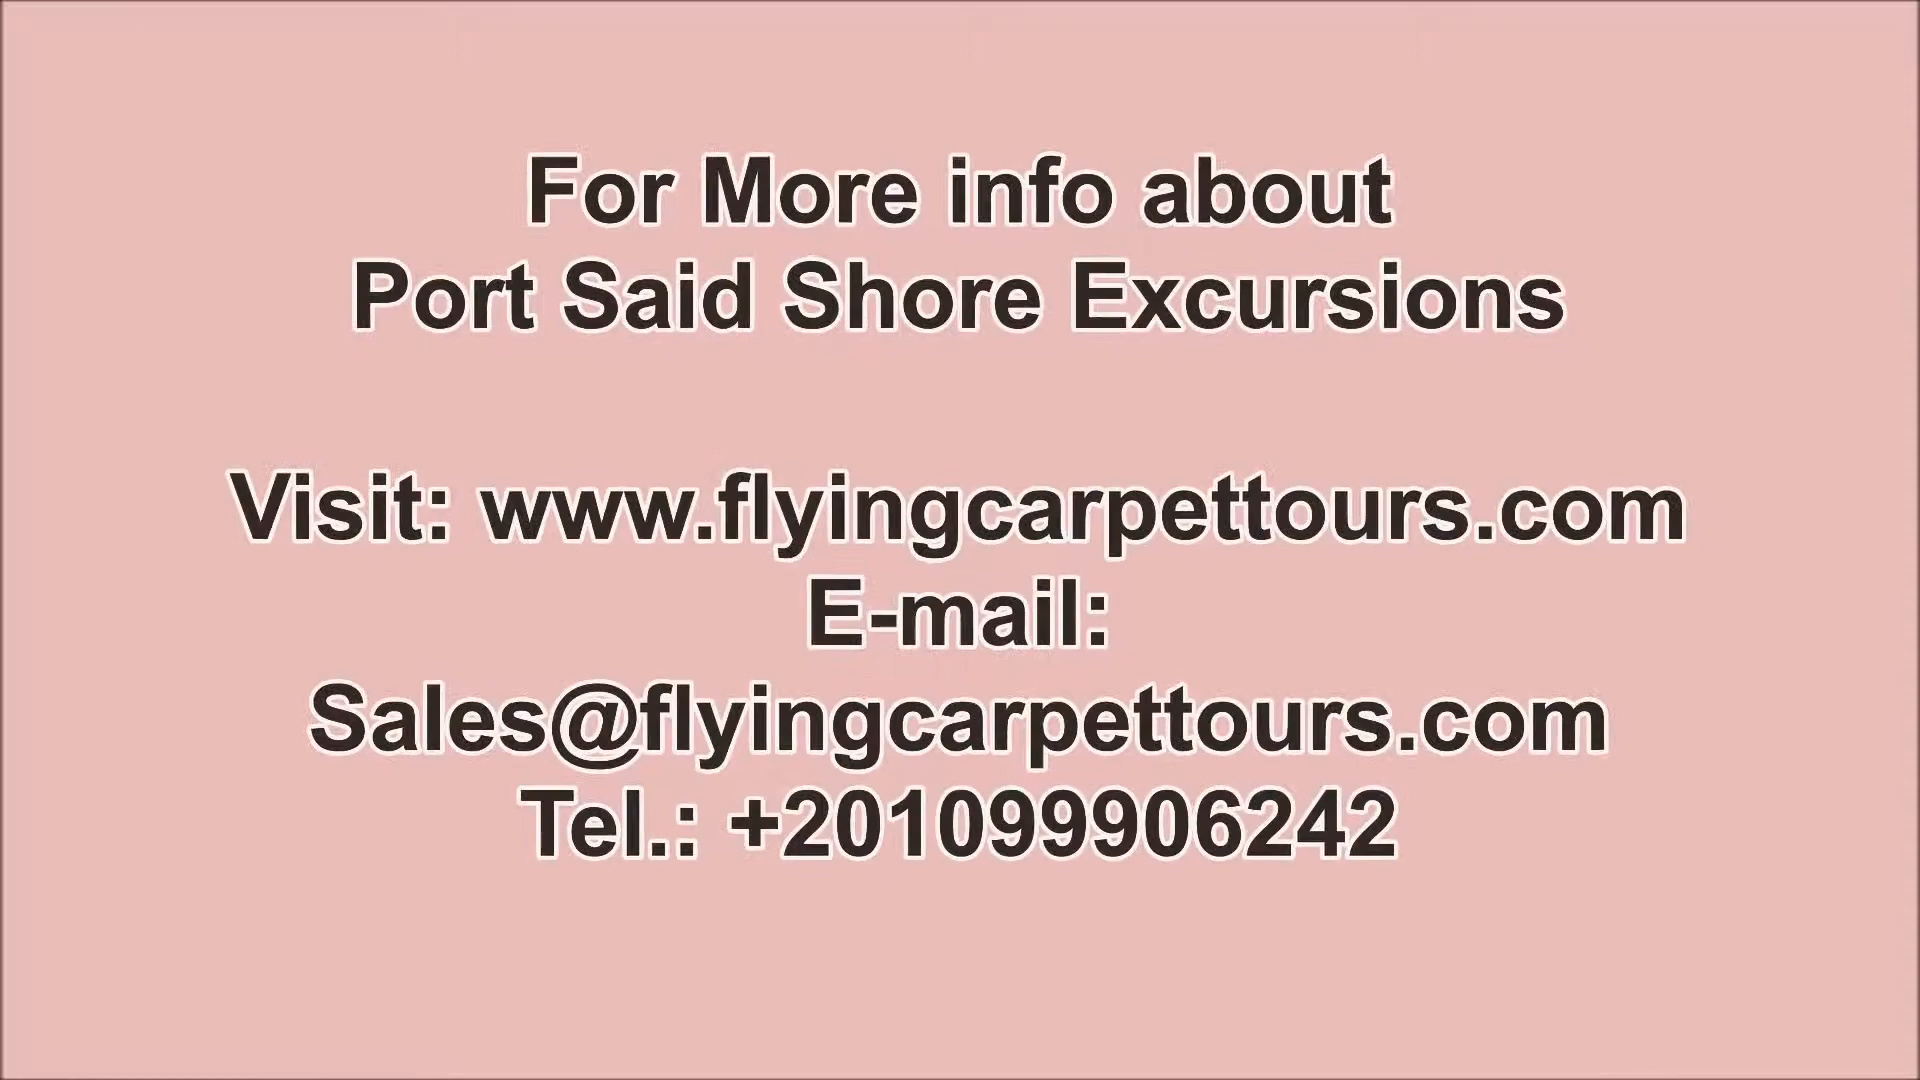 For More info about
Port Said Shore Excursions
Visit: www.flyingcarpettours.com
E-mail:
Sales@flyingcarpettours.com
Tel.: +201099906242